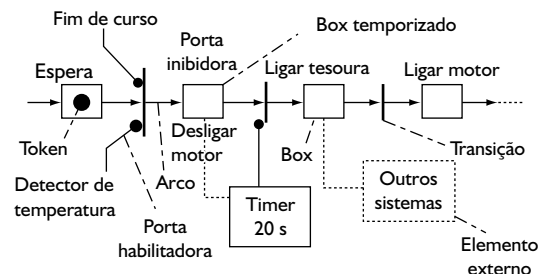 Fim de curso
Porta
inibidora
Box temporizado
Espera
Ligar tesoura
Ligar motor
Token
Desligar
motor
Box
Transição
Detector de
temperatura
Arco
Porta
habilitadora
Timer
20 s
Outros
sistemas
Elemento
externo